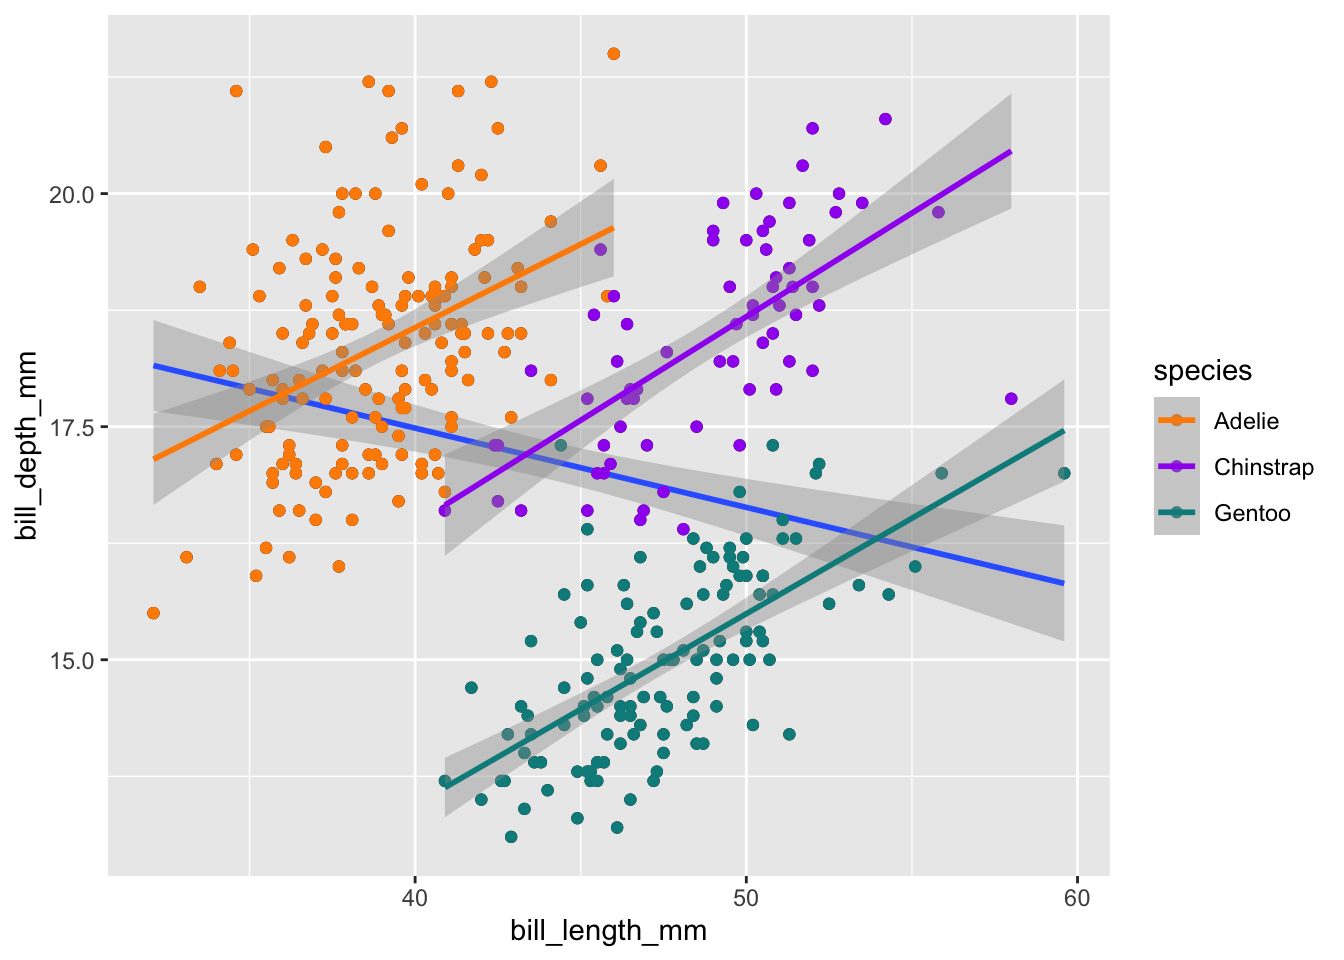 20.0
17.5
15.0
bill_depth_mm
40
50
60
bill_length_mm
species
Adelie
Chinstrap
Gentoo